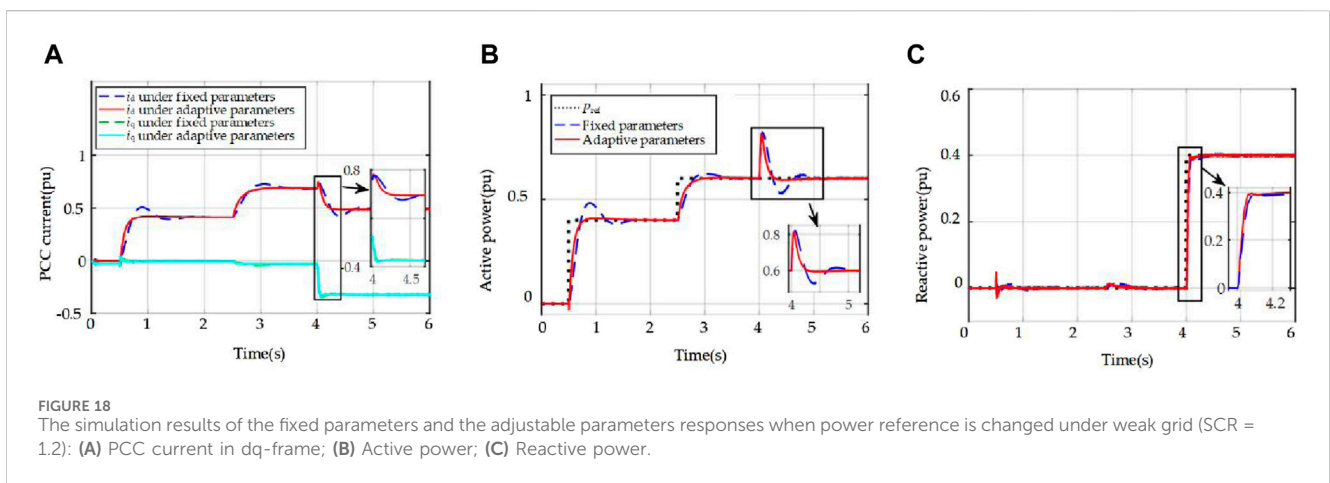 A
i_d under fixed parameters
i_d under adaptive parameters
i_q under fixed parameters
i_q under adaptive parameters
PCC current(pu)
1
0.5
0
-0.5
0 1 2 3 4 5 6
Time(s)
0.8
-0.4
4 4.5
B
P_ref
Fixed parameters
Adaptive parameters
Active power(pu)
1
0.5
0
0 1 2 3 4 5 6
Time(s)
0.8
0.6
4 5
C
Reactive power(pu)
0.6
0.4
0.2
0
0 1 2 3 4 5 6
Time(s)
0.4
0.2
0
4 4.2
FIGURE 18
The simulation results of the fixed parameters and the adjustable parameters responses when power reference is changed under weak grid (SCR =
1.2): (A) PCC current in dq-frame; (B) Active power; (C) Reactive power.